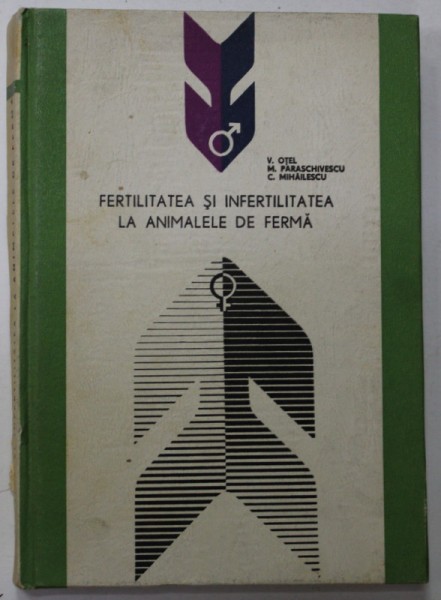 V. OȚEL
M. PARASCHIVESCU
C. MIHĂILESCU
FERTILITATEA ȘI INFERTILITATEA
LA ANIMALELE DE FERMĂ